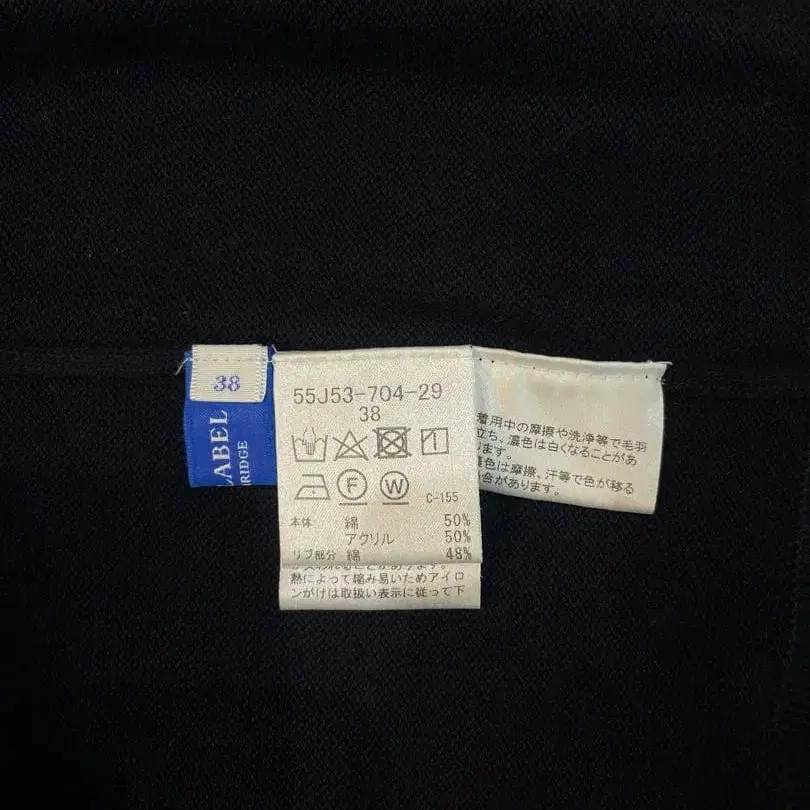 38
LABEL
RIDGE
55J53-704-29
38
C-155
本体 綿 50%
アクリル 50%
リブ部分 綿 48%
熱によって縮み易いためアイロ
ンがけは取扱い表示に従って下
着用中の摩擦や洗浄等で毛羽
立ち、濃色は白くなることがあ
ります。
色は摩擦、汗等で色が移る
合があります。